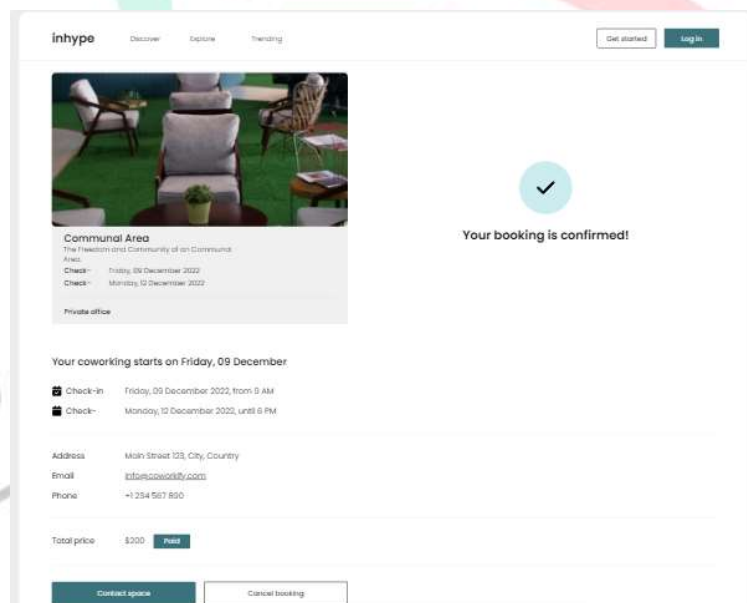 inhype
Discover
Explore
Trending
Get started
Log in
Communal Area
The Freedom and Community of an Communal
Area.
Check- Friday, 09 December 2022
Check- Monday, 12 December 2022
Private office
Your booking is confirmed!
Your coworking starts on Friday, 09 December
Check-in Friday, 09 December 2022, from 9 AM
Check- Monday, 12 December 2022, until 6 PM
Address Main Street 123, City, Country
Email info@coworkify.com
Phone +1 234 567 890
Total price $200 Paid
Contact space
Cancel booking